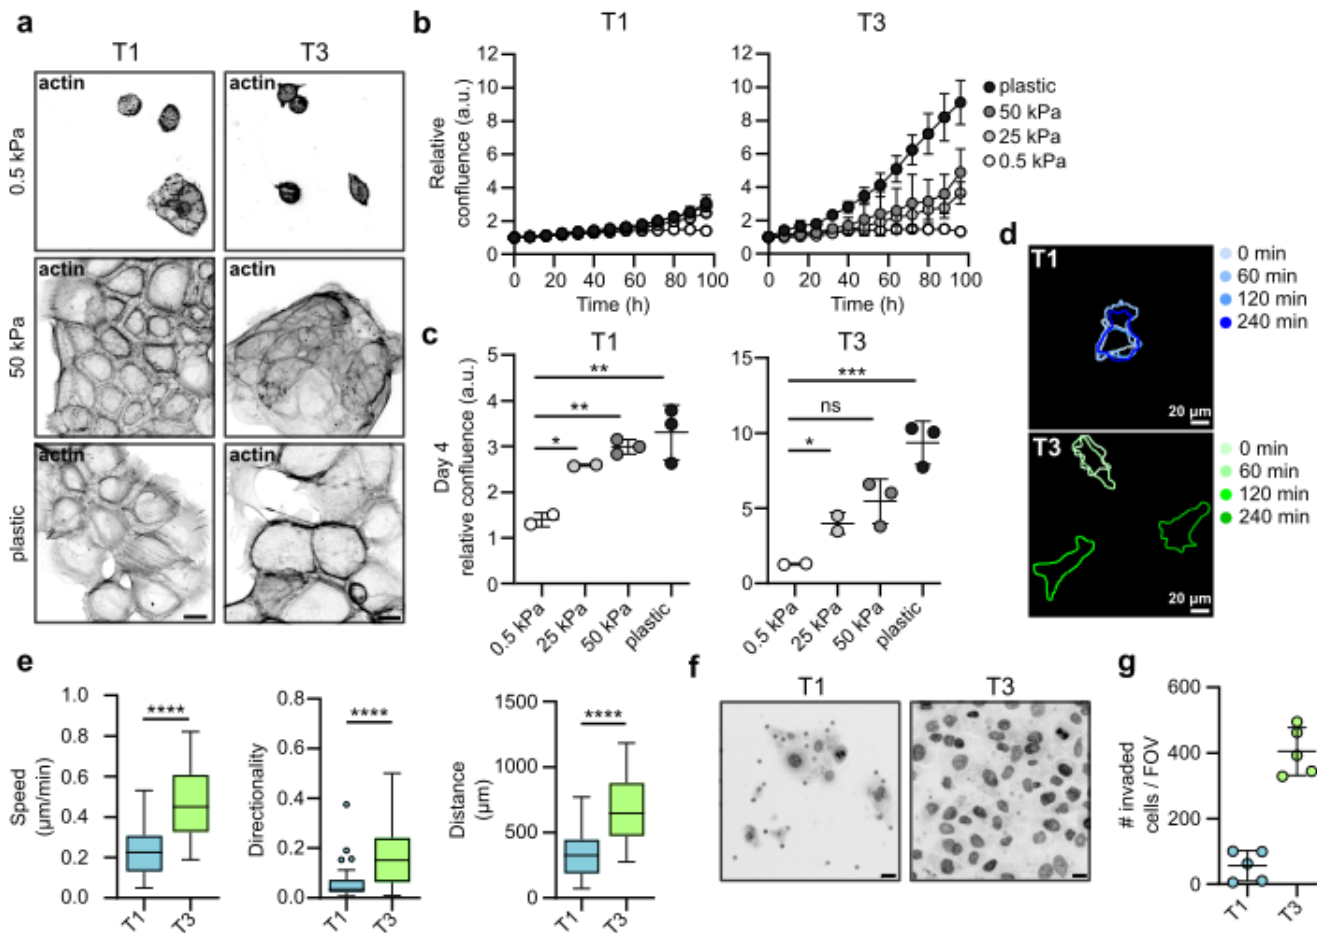 a
T1
T3
0.5 kPa
actin
actin
50 kPa
actin
actin
plastic
actin
actin
b
T1
T3
Relative
confluence (a.u.)
12
10
8
6
4
2
0
0 20 40 60 80 100
Time (h)
12
10
8
6
4
2
0
0 20 40 60 80 100
Time (h)
plastic
50 kPa
25 kPa
0.5 kPa
c
T1
T3
Day 4
relative confluence (a.u.)
5
4
3
2
1
0
**
**
*
0.5 kPa
25 kPa
50 kPa
plastic
15
10
5
0
***
ns
*
0.5 kPa
25 kPa
50 kPa
plastic
d
T1
20 µm
0 min
60 min
120 min
240 min
T3
20 µm
0 min
60 min
120 min
240 min
e
Speed
(µm/min)
1.0
0.8
0.6
0.4
0.2
0.0
****
T1
T3
Directionality
0.8
0.6
0.4
0.2
0.0
****
T1
T3
Distance
(µm)
1500
1000
500
0
****
T1
T3
f
T1
T3
g
# invaded
cells / FOV
600
400
200
0
T1
T3